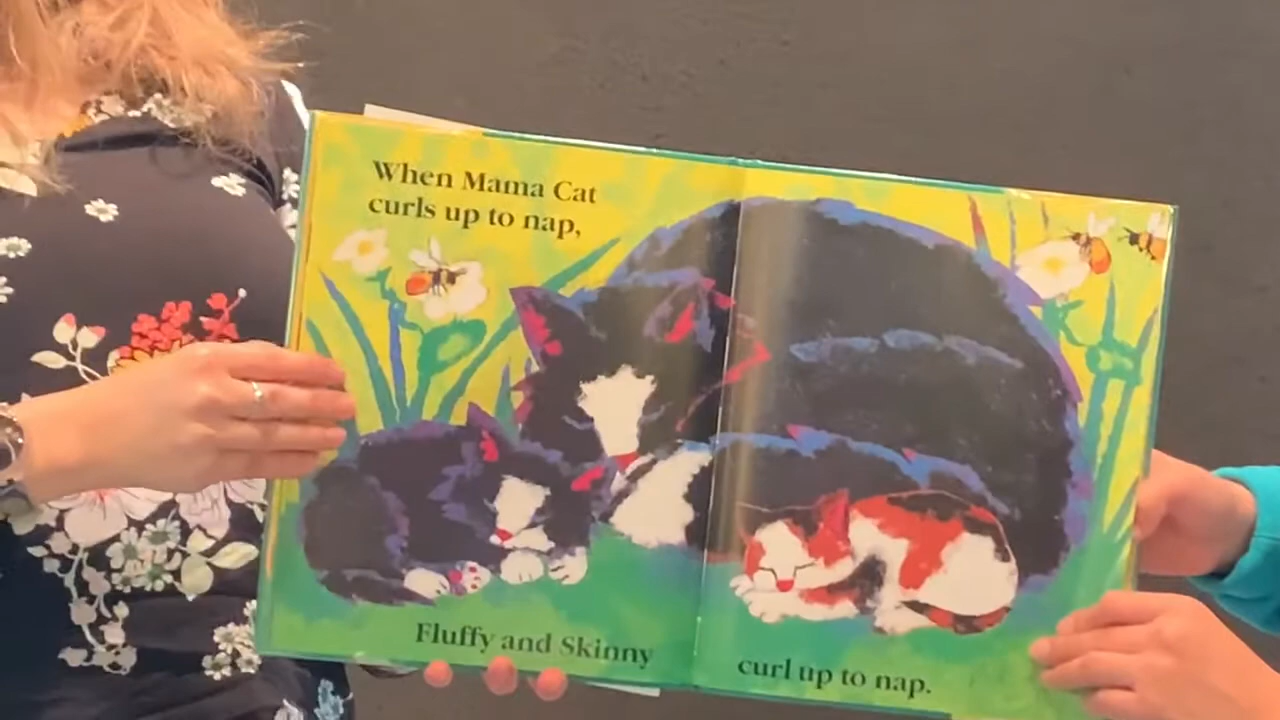 When Mama Cat
curls up to nap,
Fluffy and Skinny
curl up to nap.